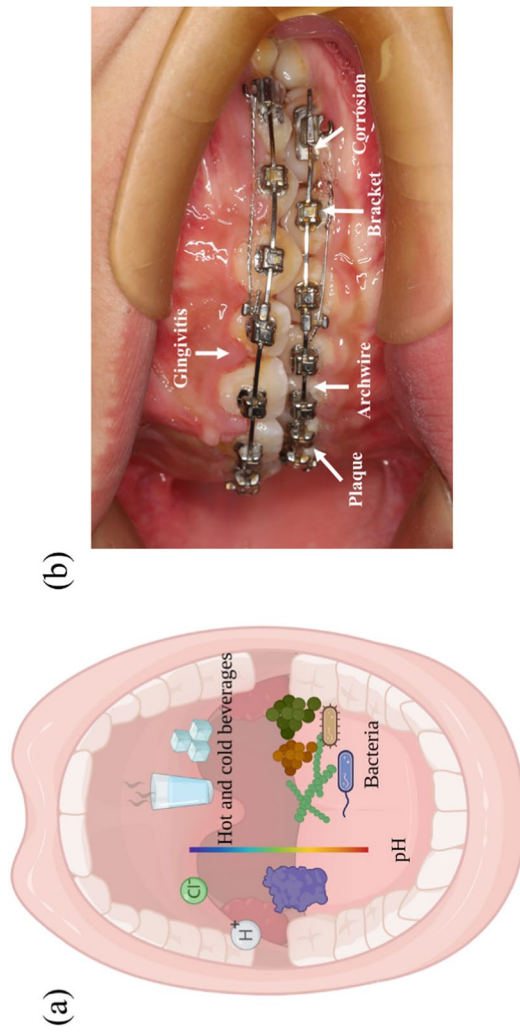 (a)
Cl⁻
H⁺
Hot and cold beverages
pH
Bacteria
(b)
Gingivitis
Plaque
Archwire
Bracket
Corrosion